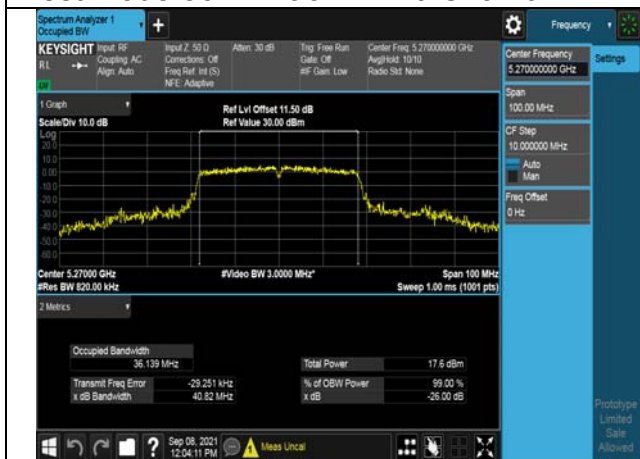 Spectrum Analyzer 1
Occupied BW
Frequency
KEYSIGHT
RL
Input: RF
Coupling: AC
Align: Auto
Input Z: 50 Ω
Corrections: Off
Freq Ref: Int (S)
NFE: Adaptive
Atten: 30 dB
Trig: Free Run
Gate: Off
#IF Gain: Low
Center Freq: 5.270000000 GHz
Avg|Hold: 10/10
Radio Std: None
Center Frequency
5.270000000 GHz
Settings
Span
100.00 MHz
CF Step
10.000000 MHz
Auto
Man
Freq Offset
0 Hz
1 Graph
Scale/Div 10.0 dB
Ref Lvl Offset 11.50 dB
Ref Value 30.00 dBm
Log
20.0
10.0
0.00
-10.0
-20.0
-30.0
-40.0
-50.0
-60.0
Center 5.27000 GHz
#Res BW 820.00 kHz
#Video BW 3.0000 MHz*
Span 100 MHz
Sweep 1.00 ms (1001 pts)
2 Metrics
Occupied Bandwidth
36.139 MHz
Total Power
17.6 dBm
Transmit Freq Error
-29.251 kHz
% of OBW Power
99.00 %
x dB Bandwidth
40.82 MHz
x dB
-26.00 dB
Prototype
Limited
Sale
Allowed
Sep 08, 2021
12:04:11 PM
Meas Uncal